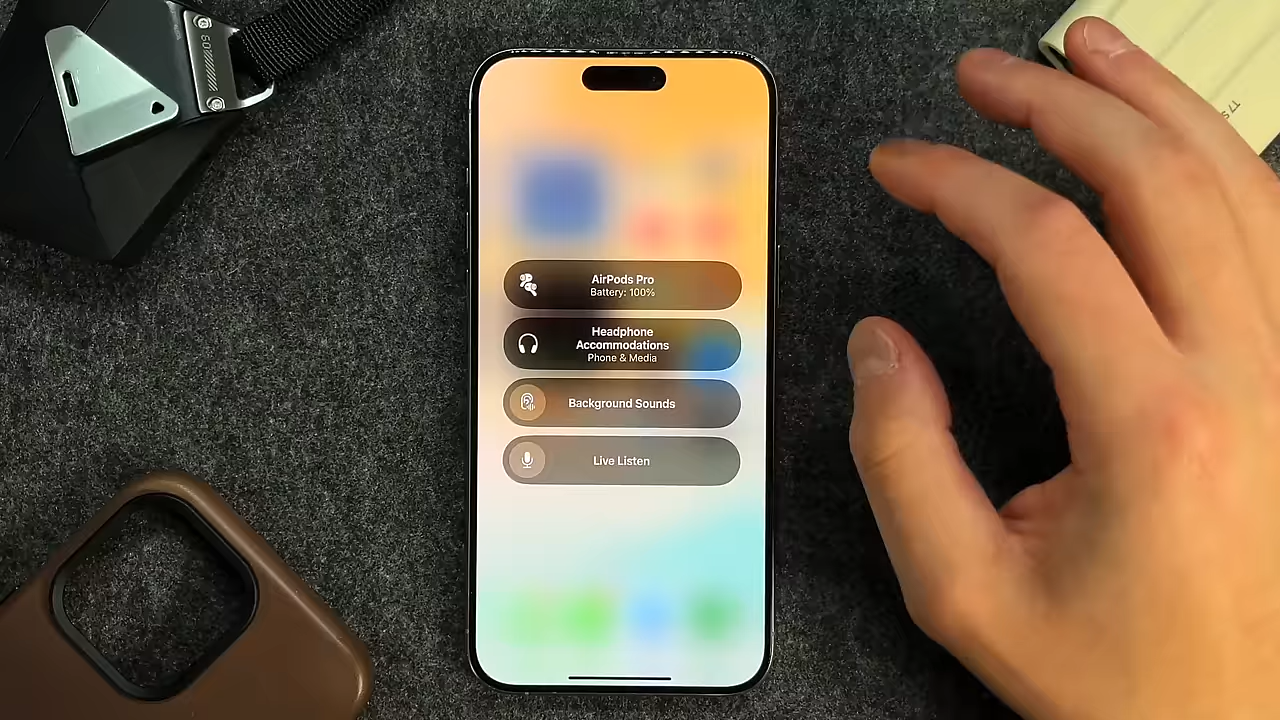 AirPods Pro
Battery: 100%
Headphone
Accommodations
Phone & Media
Background Sounds
Live Listen